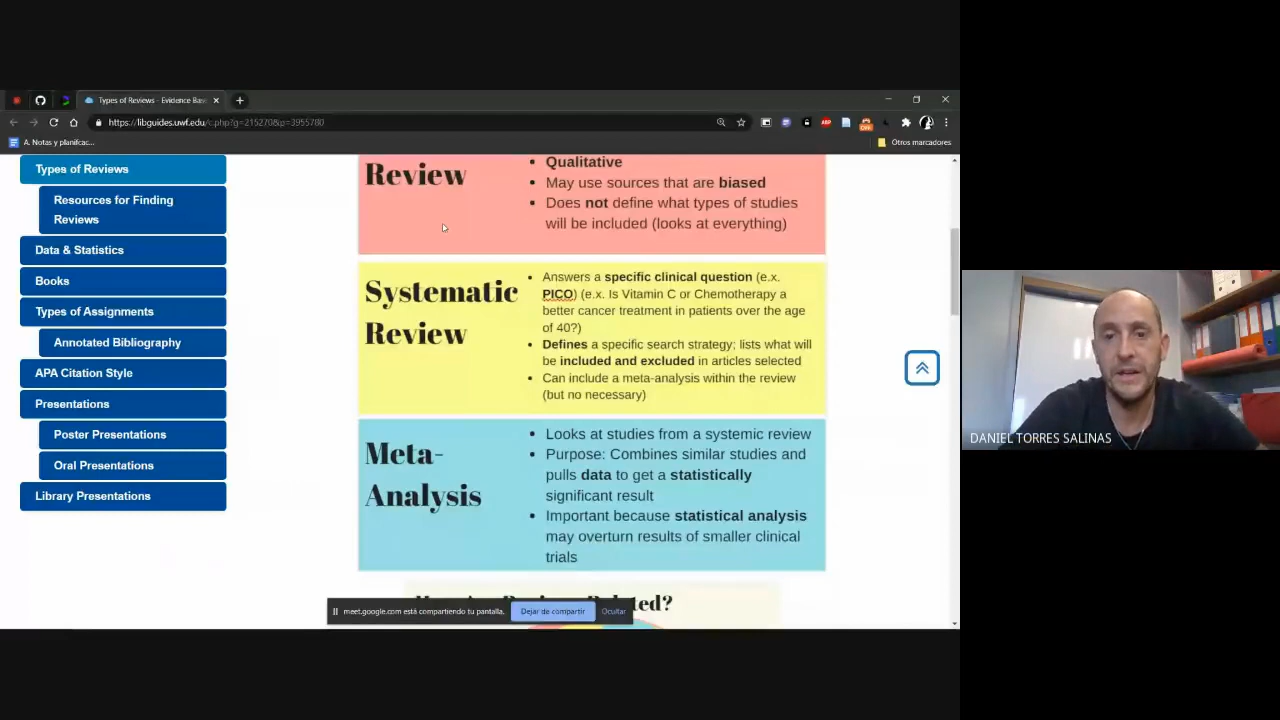 Types of Reviews - Evidence Bas
https://libguides.uwf.edu/c.php?g=215270&p=3955780
A. Notas y planifcac...
Otros marcadores
Types of Reviews
Resources for Finding
Reviews
Data & Statistics
Books
Types of Assignments
Annotated Bibliography
APA Citation Style
Presentations
Poster Presentations
Oral Presentations
Library Presentations
Review
Qualitative
May use sources that are biased
Does not define what types of studies
will be included (looks at everything)
Systematic
Review
Answers a specific clinical question (e.x.
PICO) (e.x. Is Vitamin C or Chemotherapy a
better cancer treatment in patients over the age
of 40?)
Defines a specific search strategy; lists what will
be included and excluded in articles selected
Can include a meta-analysis within the review
(but no necessary)
Meta-
Analysis
Looks at studies from a systemic review
Purpose: Combines similar studies and
pulls data to get a statistically
significant result
Important because statistical analysis
may overturn results of smaller clinical
trials
meet.google.com está compartiendo tu pantalla.
Dejar de compartir
Ocultar
DANIEL TORRES SALINAS